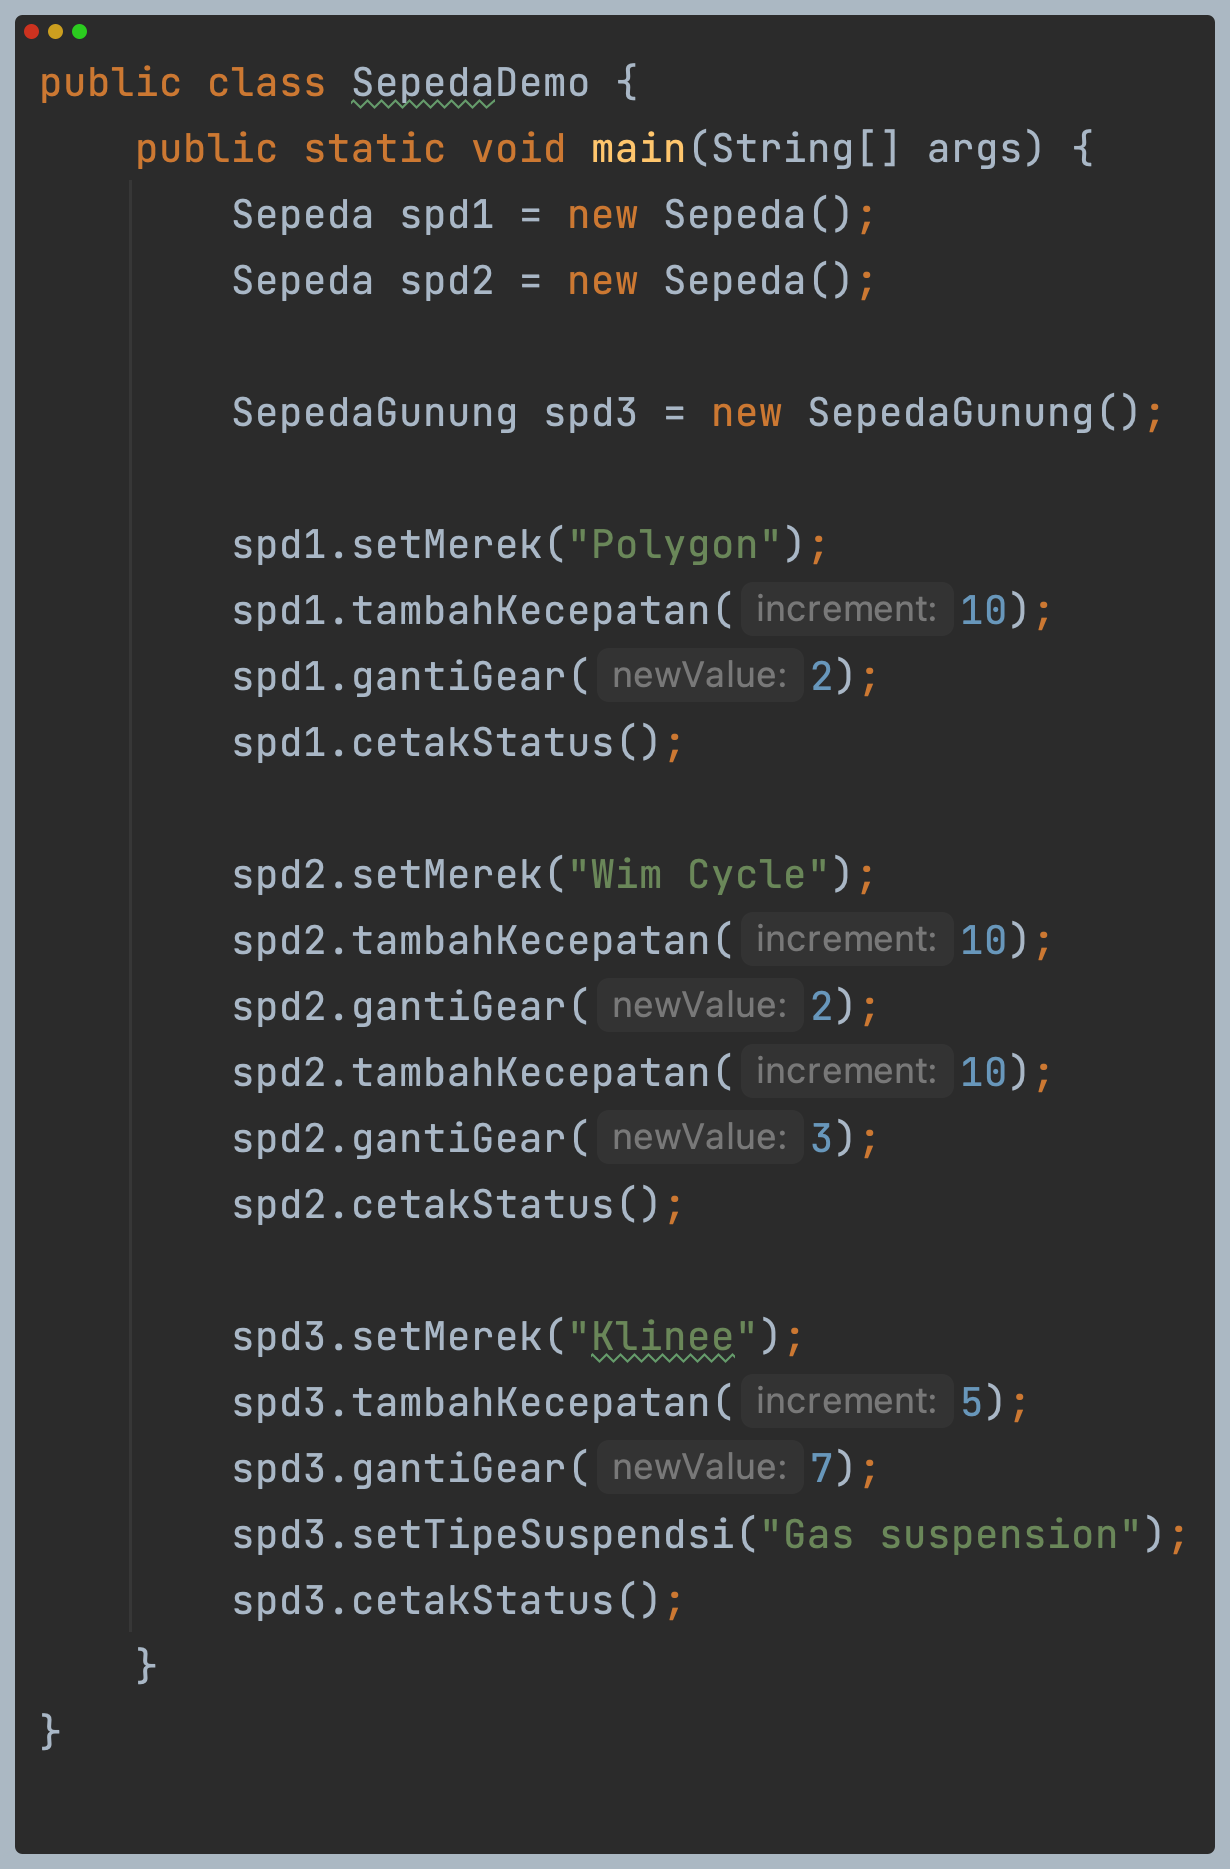 public class SepedaDemo {
public static void main(String[] args) {
Sepeda spd1 = new Sepeda();
Sepeda spd2 = new Sepeda();
SepedaGunung spd3 = new SepedaGunung();
spd1.setMerek("Polygon");
spd1.tambahKecepatan( increment: 10);
spd1.gantiGear( newValue: 2);
spd1.cetakStatus();
spd2.setMerek("Wim Cycle");
spd2.tambahKecepatan( increment: 10);
spd2.gantiGear( newValue: 2);
spd2.tambahKecepatan( increment: 10);
spd2.gantiGear( newValue: 3);
spd2.cetakStatus();
spd3.setMerek("Klinee");
spd3.tambahKecepatan( increment: 5);
spd3.gantiGear( newValue: 7);
spd3.setTipeSuspendsi("Gas suspension");
spd3.cetakStatus();
}
}